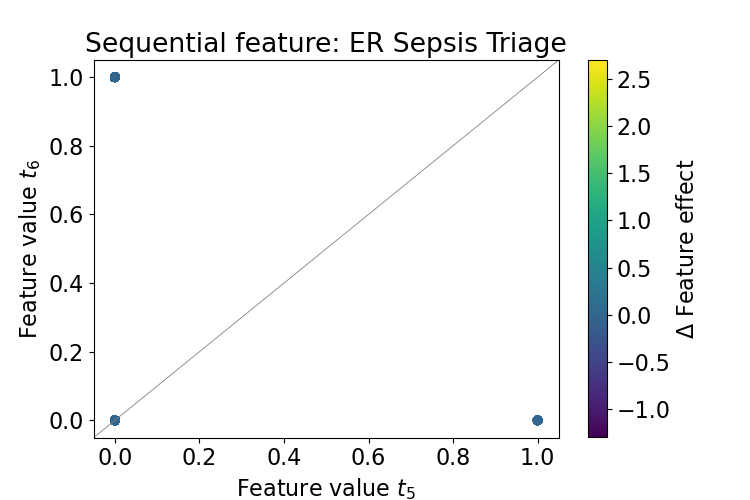 Sequential feature: ER Sepsis Triage
1.0
0.8
0.6
0.4
0.2
0.0
Feature value t₆
0.0 0.2 0.4 0.6 0.8 1.0
Feature value t₅
2.5
2.0
1.5
1.0
0.5
0.0
−0.5
−1.0
Δ Feature effect